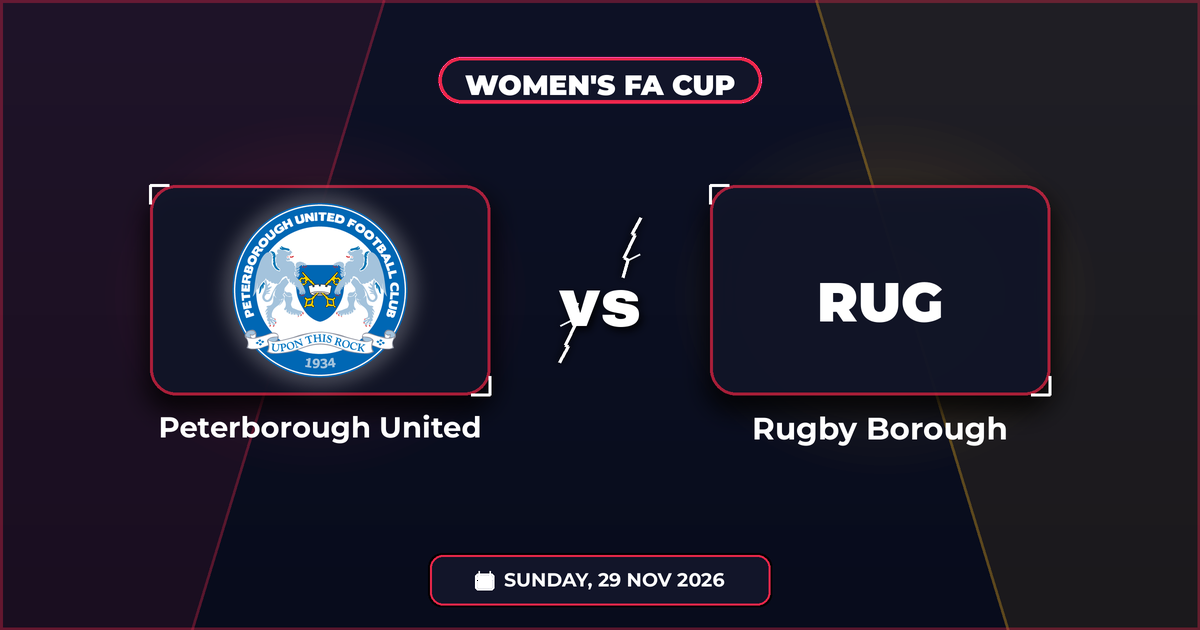 WOMEN'S FA CUP
PETERBOROUGH UNITED FOOTBALL CLUB
UPON THIS ROCK
1934
VS
RUG
Peterborough United
Rugby Borough
SUNDAY, 29 NOV 2026